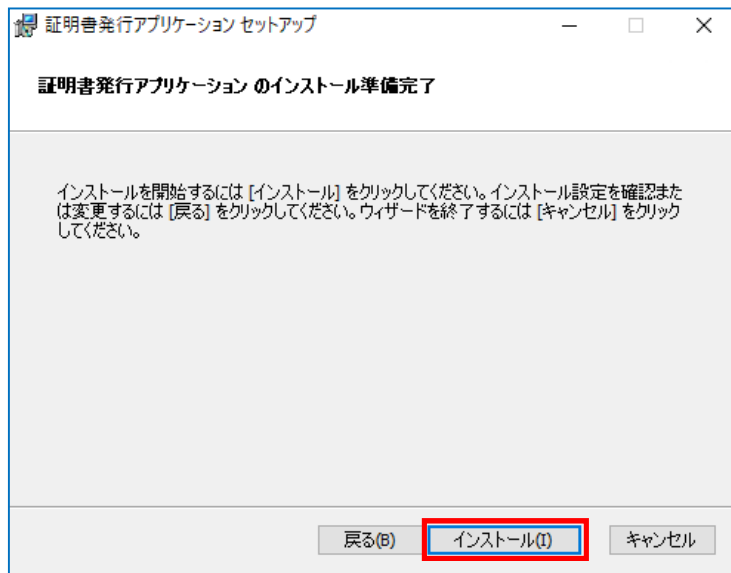 証明書発行アプリケーション セットアップ
証明書発行アプリケーション のインストール準備完了
インストールを開始するには [インストール] をクリックしてください。インストール設定を確認また
は変更するには [戻る] をクリックしてください。ウィザードを終了するには [キャンセル] をクリック
してください。
戻る(B) インストール(I) キャンセル